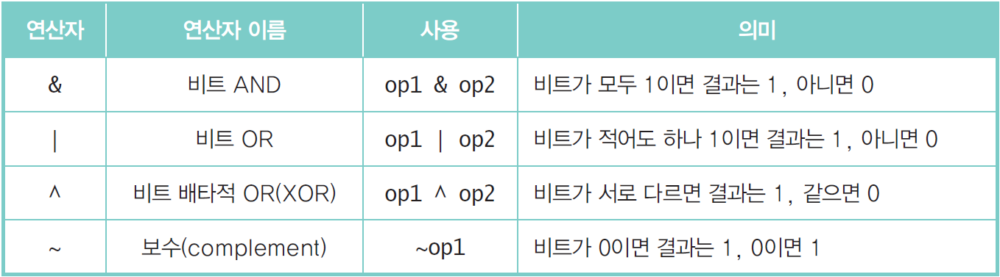 연산자 연산자 이름 사용 의미
& 비트 AND op1 & op2 비트가 모두 1이면 결과는 1, 아니면 0
| 비트 OR op1 | op2 비트가 적어도 하나 1이면 결과는 1, 아니면 0
^ 비트 배타적 OR(XOR) op1 ^ op2 비트가 서로 다르면 결과는 1, 같으면 0
~ 보수(complement) ~op1 비트가 0이면 결과는 1, 0이면 1